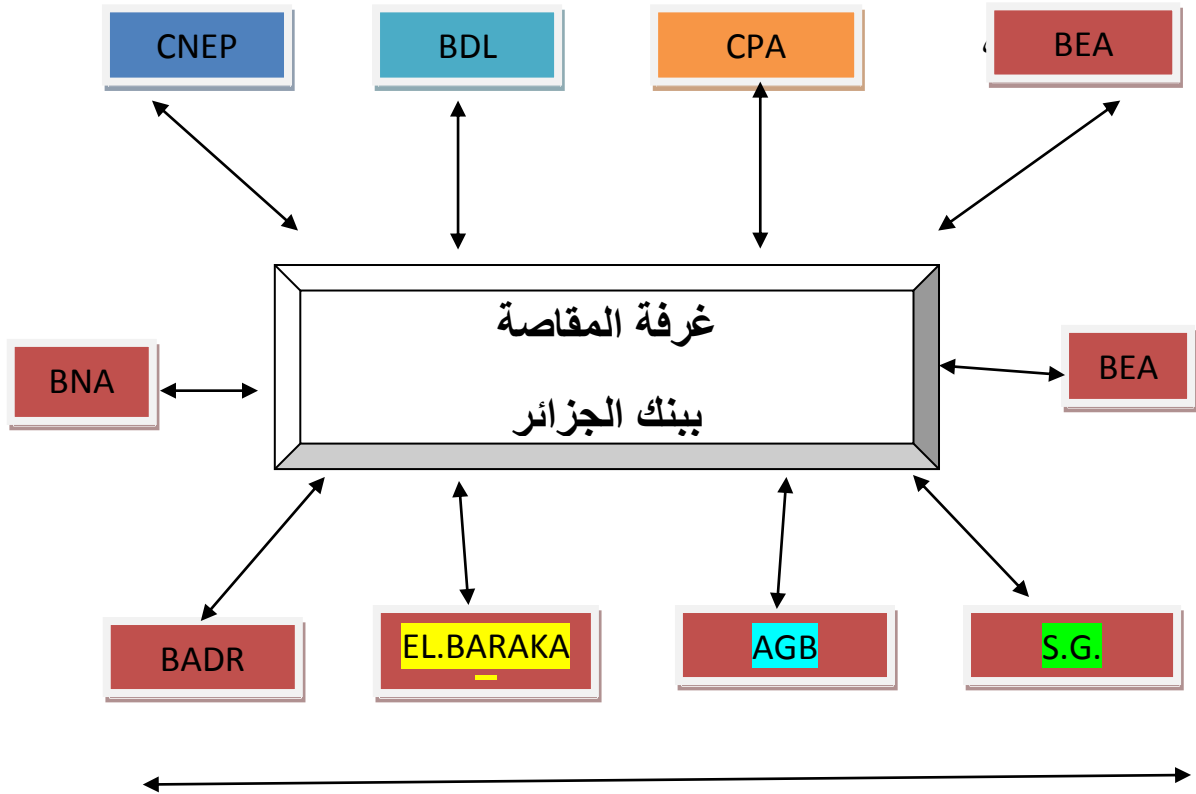 CNEP
BDL
CPA
BEA
غرفة المقاصة
ببنك الجزائر
BNA
BEA
BADR
EL.BARAKA
AGB
S.G.